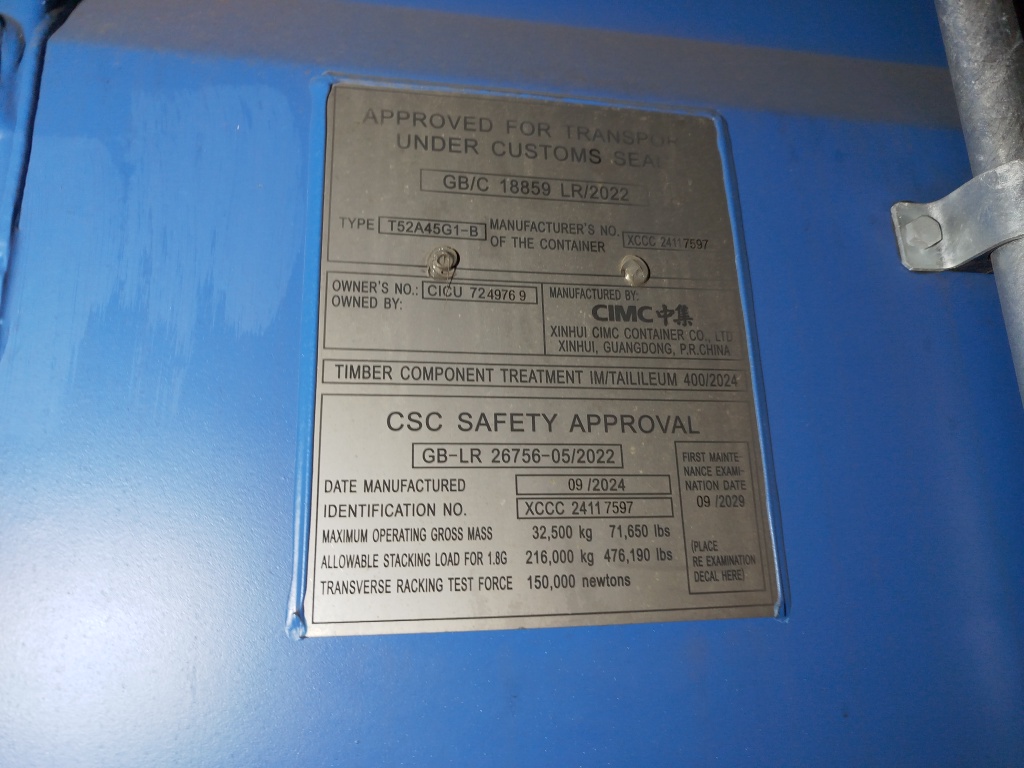 APPROVED FOR TRANSPOR
UNDER CUSTOMS SEAL
GB/C 18859 LR/2022
TYPE T52A45G1-B MANUFACTURER'S NO. OF THE CONTAINER XCCC 24117597
OWNER'S NO.: CICU 724976 9
OWNED BY:
MANUFACTURED BY:
CIMC中集
XINHUI CIMC CONTAINER CO., LTD
XINHUI, GUANGDONG, P.R.CHINA
TIMBER COMPONENT TREATMENT IM/TAILILEUM 400/2024
CSC SAFETY APPROVAL
GB-LR 26756-05/2022
DATE MANUFACTURED 09 /2024
IDENTIFICATION NO. XCCC 24117597
MAXIMUM OPERATING GROSS MASS 32,500 kg 71,650 lbs
ALLOWABLE STACKING LOAD FOR 1.8G 216,000 kg 476,190 lbs
TRANSVERSE RACKING TEST FORCE 150,000 newtons
FIRST MAINTE-
NANCE EXAMI-
NATION DATE
09 /2029
(PLACE
RE EXAMINATION
DECAL HERE)